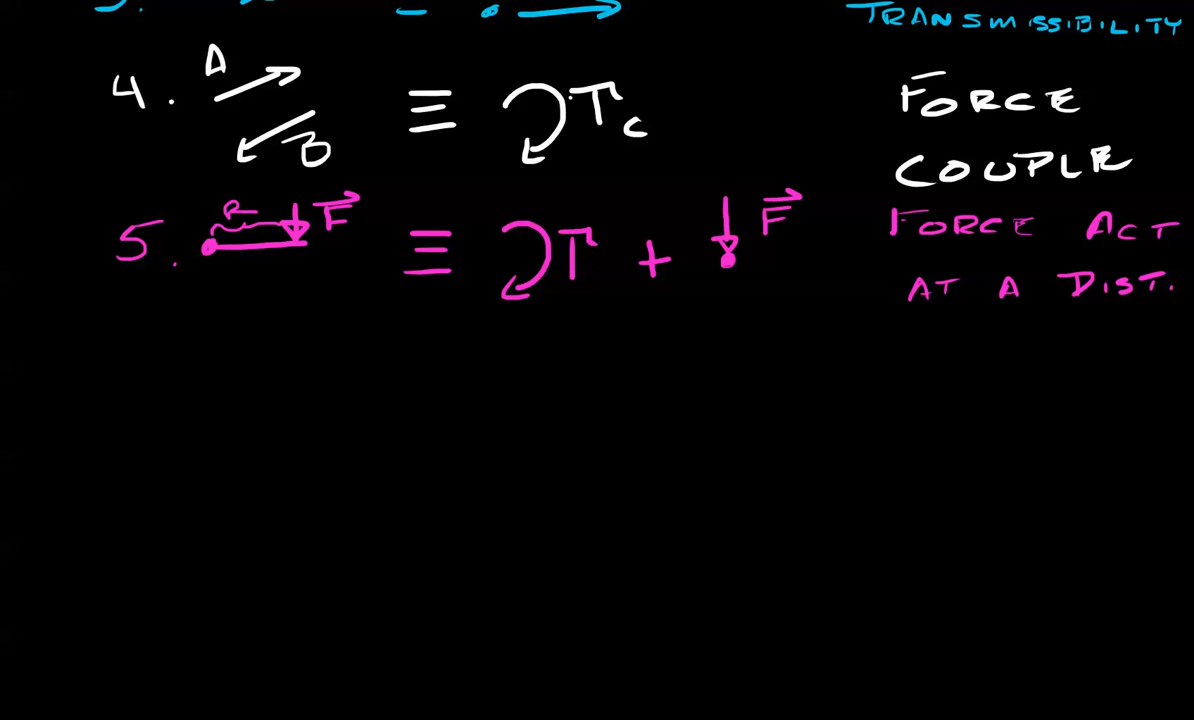 TRANSMISSIBILITY
4. A B ≡ T_C FORCE
COUPLE
5. R F ≡ T + F FORCE ACT
AT A DIST.